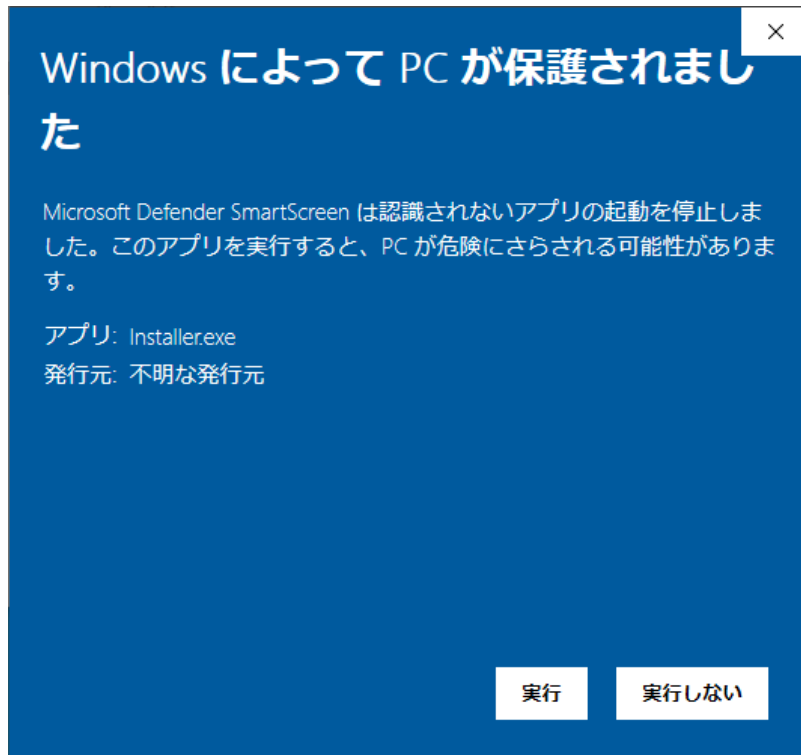 Windows によって PC が保護されまし
た
Microsoft Defender SmartScreen は認識されないアプリの起動を停止しま
した。このアプリを実行すると、PC が危険にさらされる可能性がありま
す。
アプリ: Installer.exe
発行元: 不明な発行元
実行 実行しない